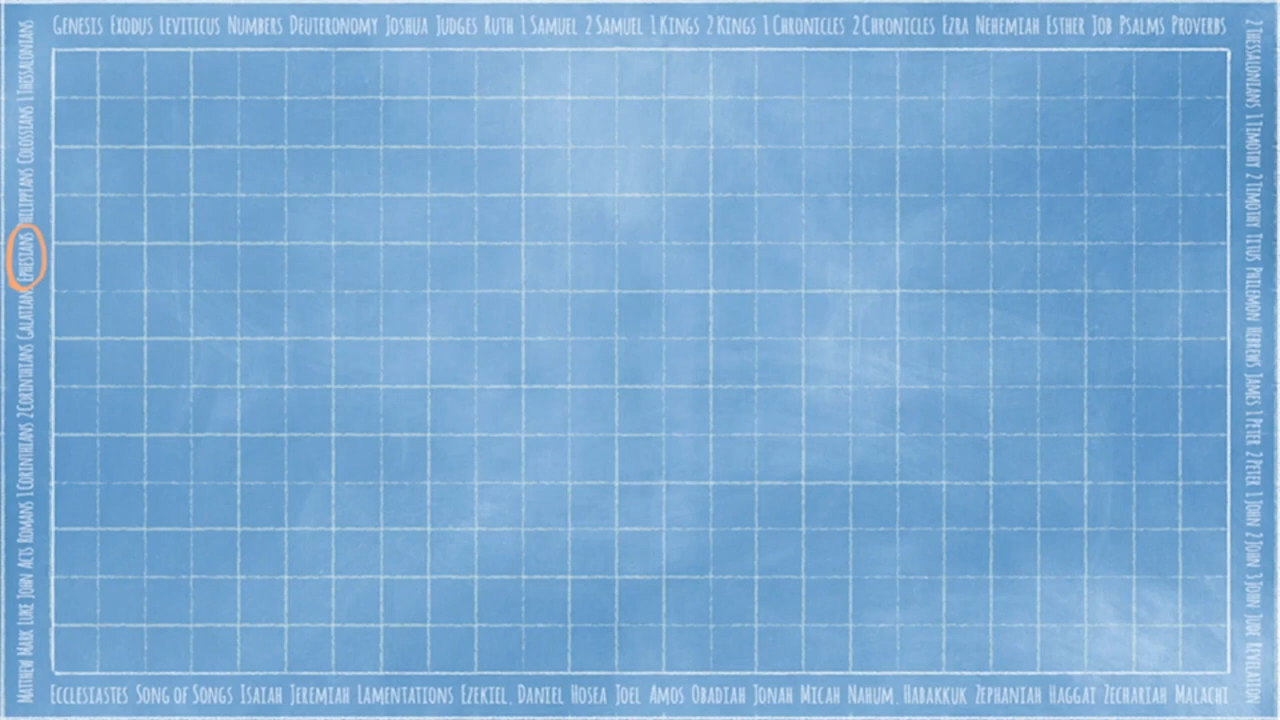 Genesis Exodus Leviticus Numbers Deuteronomy Joshua Judges Ruth 1 Samuel 2 Samuel 1 Kings 2 Kings 1 Chronicles 2 Chronicles Ezra Nehemiah Esther Job Psalms Proverbs
Ecclesiastes Song of Songs Isaiah Jeremiah Lamentations Ezekiel. Daniel Hosea Joel Amos Obadiah Jonah Micah Nahum. Habakkuk Zephaniah Haggai Zechariah Malachi
Matthew Mark Luke John Acts Romans 1 Corinthians 2 Corinthians Galatians Ephesians Philippians Colossians 1 Thessalonians
2 Thessalonians 1 Timothy 2 Timothy Titus Philemon Hebrews James 1 Peter 2 Peter 1 John 2 John 3 John Jude Revelation